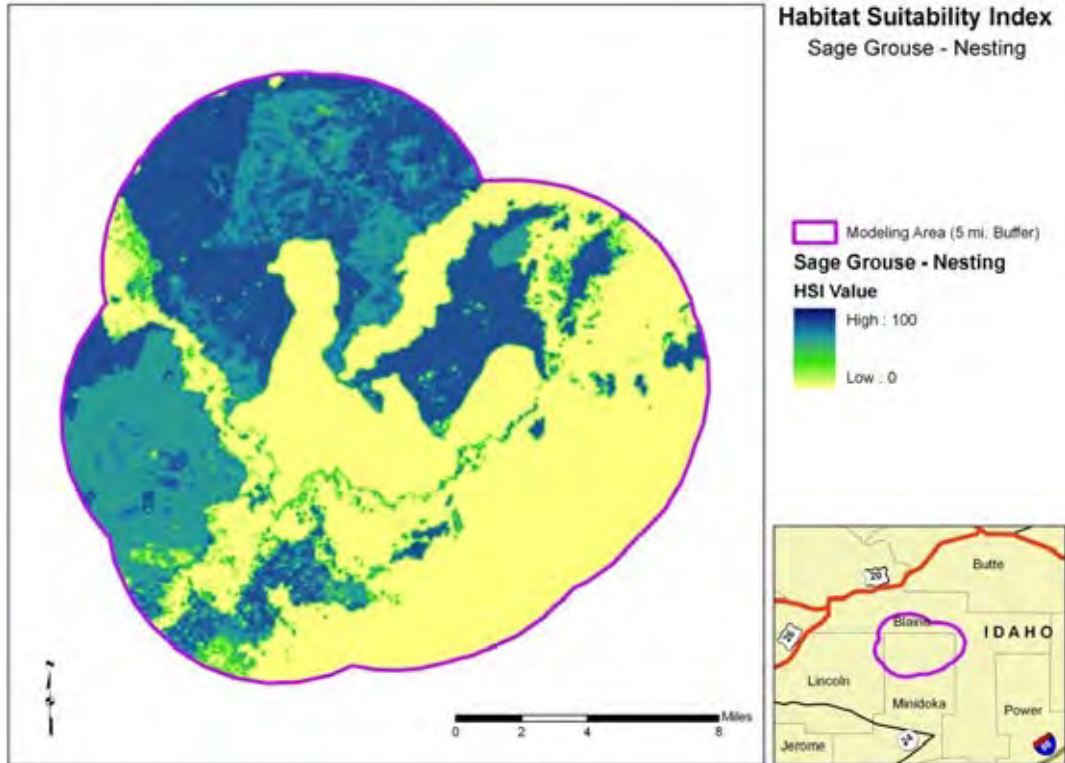 Habitat Suitability Index
Sage Grouse - Nesting
Modeling Area (5 mi. Buffer)
Sage Grouse - Nesting
HSI Value
High : 100
Low : 0
Miles
0 2 4 8
Butte
20
Blaine
IDAHO
26
Lincoln
Minidoka
Power
24
Jerome